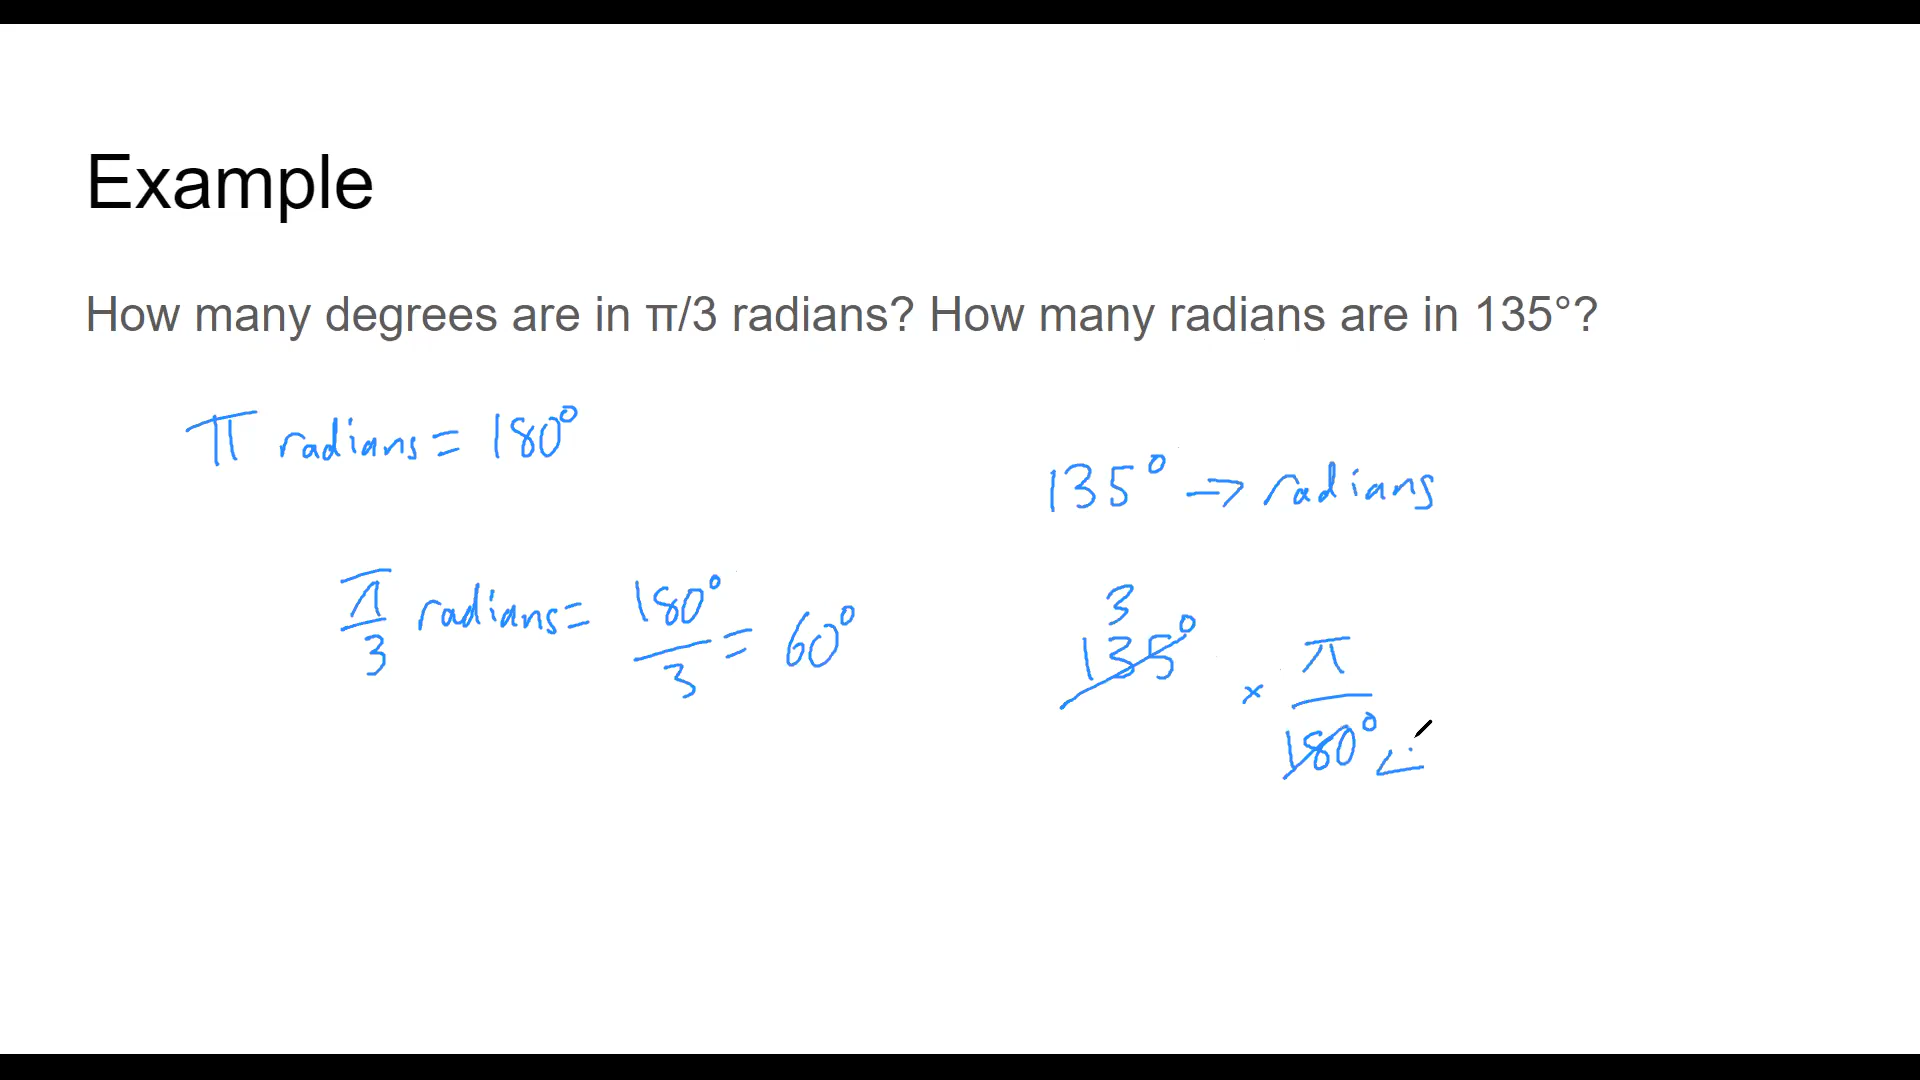 Example
How many degrees are in π/3 radians? How many radians are in 135°?
π radians = 180°
π/3 radians = 180°/3 = 60°
135° → radians
3
135° × π/180°